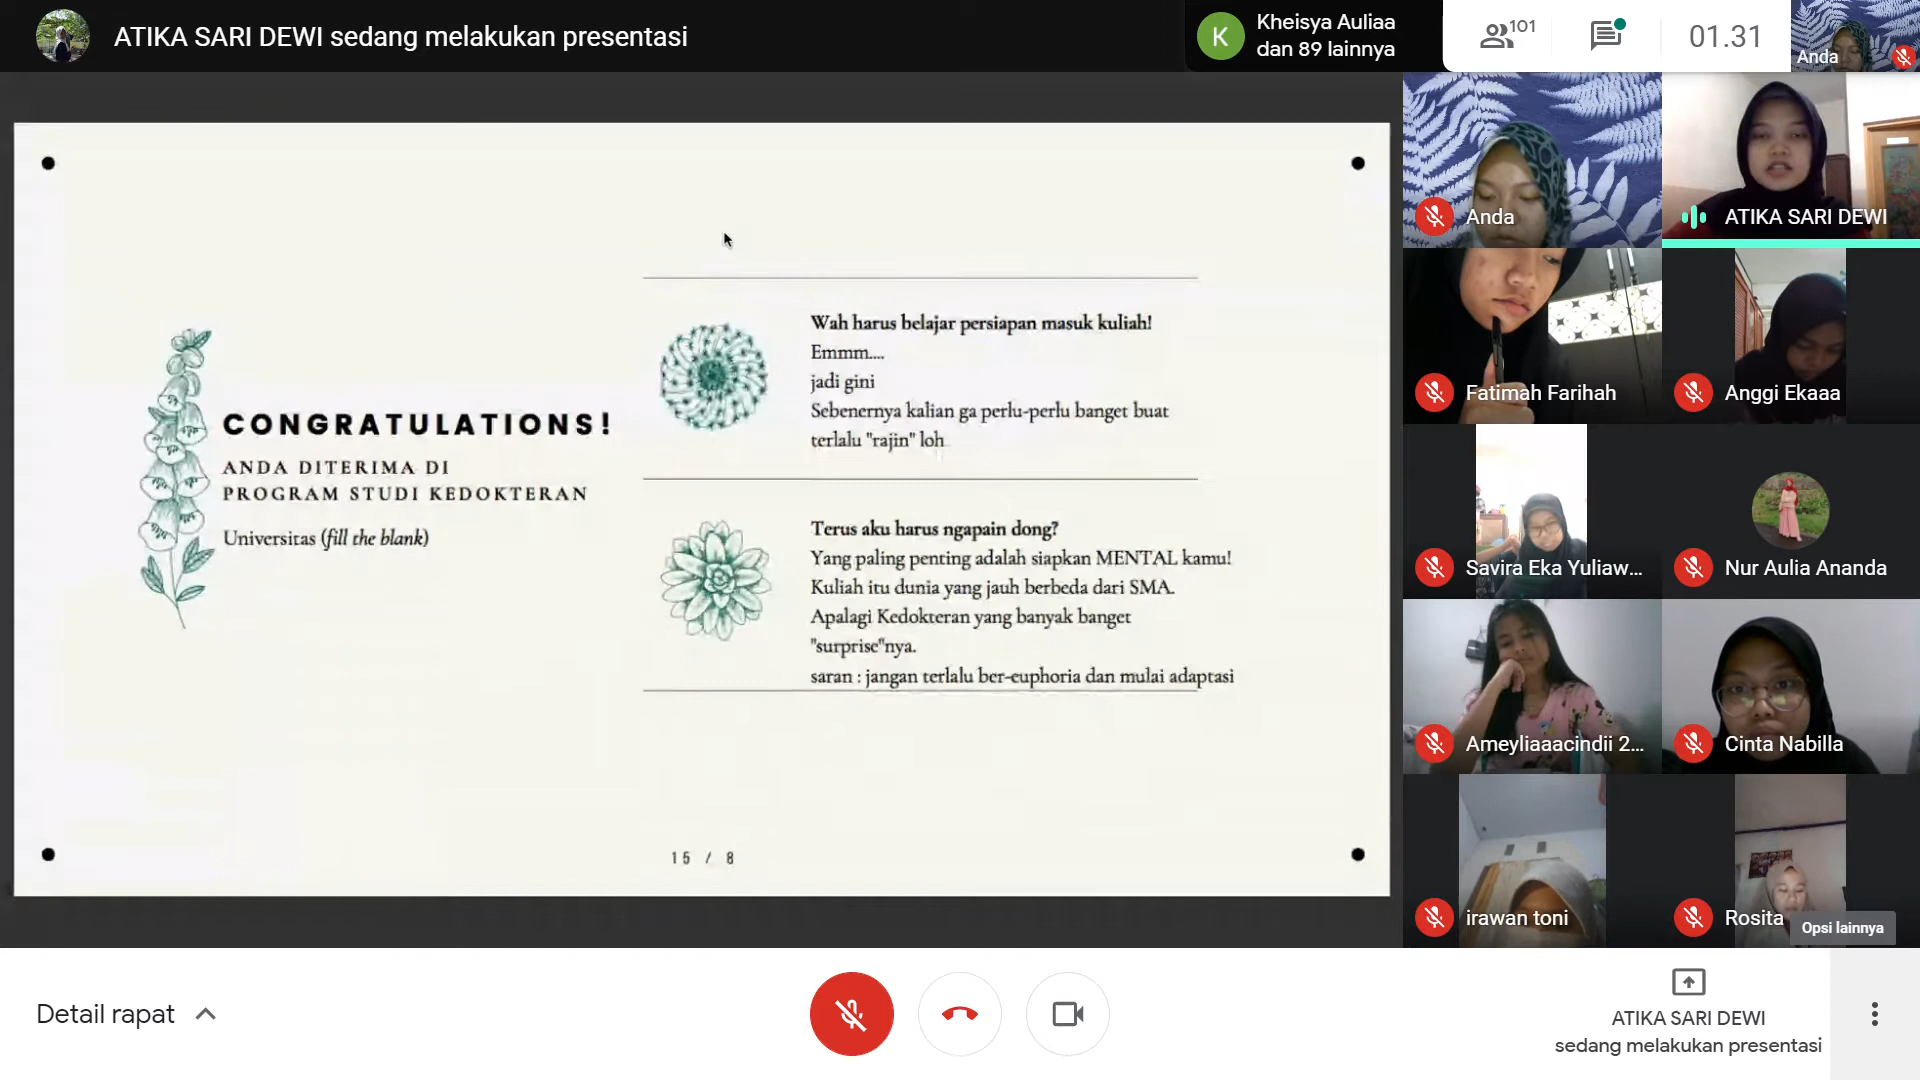 ATIKA SARI DEWI sedang melakukan presentasi
K
Kheisya Auliaa
dan 89 lainnya
101
01.31
Anda
CONGRATULATIONS!
ANDA DITERIMA DI
PROGRAM STUDI KEDOKTERAN
Universitas (fill the blank)
Wah harus belajar persiapan masuk kuliah!
Emmm....
jadi gini
Sebenernya kalian ga perlu-perlu banget buat
terlalu "rajin" loh
Terus aku harus ngapain dong?
Yang paling penting adalah siapkan MENTAL kamu!
Kuliah itu dunia yang jauh berbeda dari SMA.
Apalagi Kedokteran yang banyak banget
"surprise"nya.
saran : jangan terlalu ber-euphoria dan mulai adaptasi
15 / 8
Anda
ATIKA SARI DEWI
Fatimah Farihah
Anggi Ekaaa
Savira Eka Yuliaw...
Nur Aulia Ananda
Ameyliaaacindii 2...
Cinta Nabilla
irawan toni
Rosita
Opsi lainnya
Detail rapat
ATIKA SARI DEWI
sedang melakukan presentasi